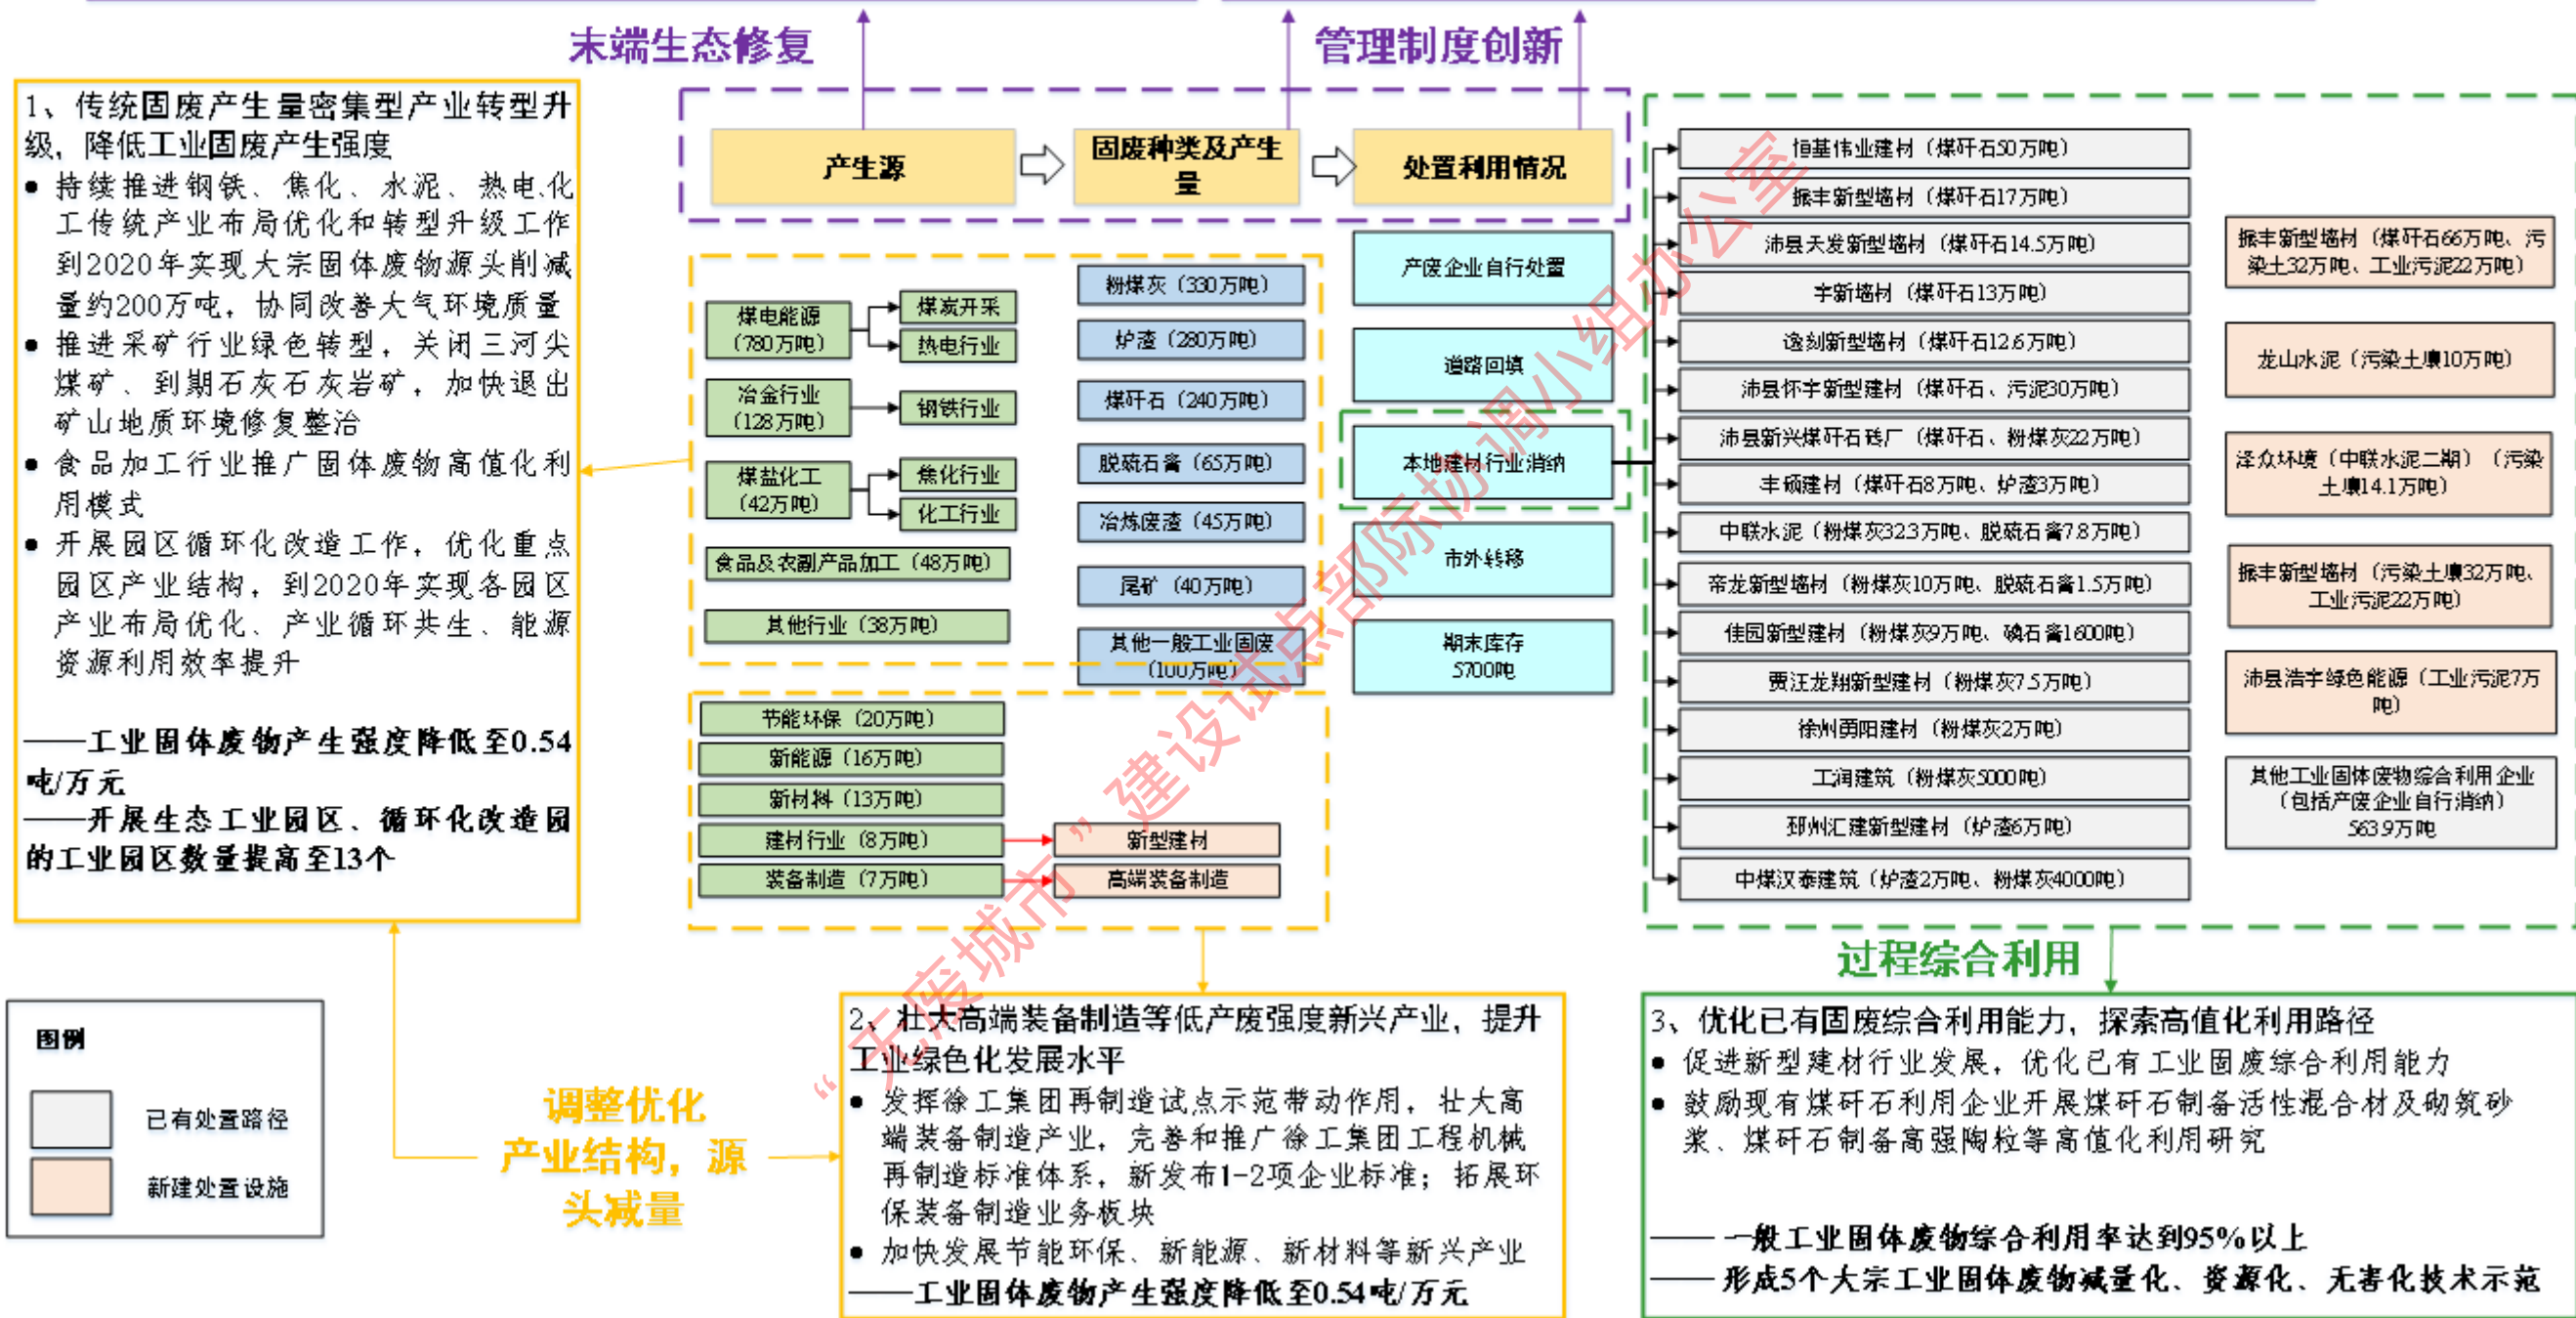 末端生态修复
管理制度创新
1、传统固废产生量密集型产业转型升
级，降低工业固废产生强度
● 持续推进钢铁、焦化、水泥、热电、化
工传统产业布局优化和转型升级工作
到2020年实现大宗固体废物源头削减
量约200万吨，协同改善大气环境质量
● 推进采矿行业绿色转型，关闭三河尖
煤矿、到期石灰石灰岩矿，加快退出
矿山地质环境修复整治
● 食品加工行业推广固体废物高值化利
用模式
● 开展园区循环化改造工作，优化重点
园区产业结构，到2020年实现各园区
产业布局优化、产业循环共生、能源
资源利用效率提升
——工业固体废物产生强度降低至0.54
吨/万元
——开展生态工业园区、循环化改造园
的工业园区数量提高至13个
产生源
固废种类及产生
量
处置利用情况
煤电能源
(780万吨)
煤炭开采
热电行业
冶金行业
(128万吨)
钢铁行业
煤盐化工
(42万吨)
焦化行业
化工行业
食品及农副产品加工（48万吨）
其他行业（38万吨）
粉煤灰（330万吨）
炉渣（280万吨）
煤矸石（240万吨）
脱硫石膏（65万吨）
冶炼废渣（45万吨）
尾矿（40万吨）
其他一般工业固废
（100万吨）
产废企业自行处置
道路回填
本地建材行业消纳
市外转移
期末库存
5700吨
节能环保（20万吨）
新能源（16万吨）
新材料（13万吨）
建材行业（8万吨）
新型建材
装备制造（7万吨）
高端装备制造
恒基伟业建材（煤矸石50万吨）
振丰新型墙材（煤矸石17万吨）
沛县天发新型墙材（煤矸石14.5万吨）
宇新墙材（煤矸石13万吨）
逸刻新型墙材（煤矸石12.6万吨）
沛县怀宇新型建材（煤矸石、污泥30万吨）
沛县新兴煤矸石砖厂（煤矸石、粉煤灰22万吨）
丰硕建材（煤矸石8万吨、炉渣3万吨）
中联水泥（粉煤灰32.3万吨、脱硫石膏7.8万吨）
帝龙新型墙材（粉煤灰10万吨、脱硫石膏1.5万吨）
佳园新型建材（粉煤灰9万吨、磷石膏1600吨）
贾汪龙翔新型建材（粉煤灰7.5万吨）
徐州勇阳建材（粉煤灰2万吨）
工润建筑（粉煤灰5000吨）
邳州汇建新型建材（炉渣6万吨）
中煤汉泰建筑（炉渣2万吨、粉煤灰4000吨）
振丰新型墙材（煤矸石66万吨、污
染土32万吨、工业污泥22万吨）
龙山水泥（污染土壤10万吨）
泽众环境（中联水泥二期）（污染
土壤14.1万吨）
振丰新型墙材（污染土壤32万吨、
工业污泥22万吨）
沛县浩宇绿色能源（工业污泥7万
吨）
其他工业固体废物综合利用企业
（包括产废企业自行消纳）
563.9万吨
过程综合利用
图例
已有处置路径
新建处置设施
调整优化
产业结构，源
头减量
2、壮大高端装备制造等低产废强度新兴产业，提升
工业绿色化发展水平
● 发挥徐工集团再制造试点示范带动作用，壮大高
端装备制造产业，完善和推广徐工集团工程机械
再制造标准体系，新发布1-2项企业标准；拓展环
保装备制造业务板块
● 加快发展节能环保、新能源、新材料等新兴产业
——工业固体废物产生强度降低至0.54吨/万元
3、优化已有固废综合利用能力，探索高值化利用路径
● 促进新型建材行业发展，优化已有工业固废综合利用能力
● 鼓励现有煤矸石利用企业开展煤矸石制备活性混合材及砌筑砂
浆、煤矸石制备高强陶粒等高值化利用研究
—— 一般工业固体废物综合利用率达到95%以上
—— 形成5个大宗工业固体废物减量化、资源化、无害化技术示范
“无废城市”建设试点部际协调小组办公室